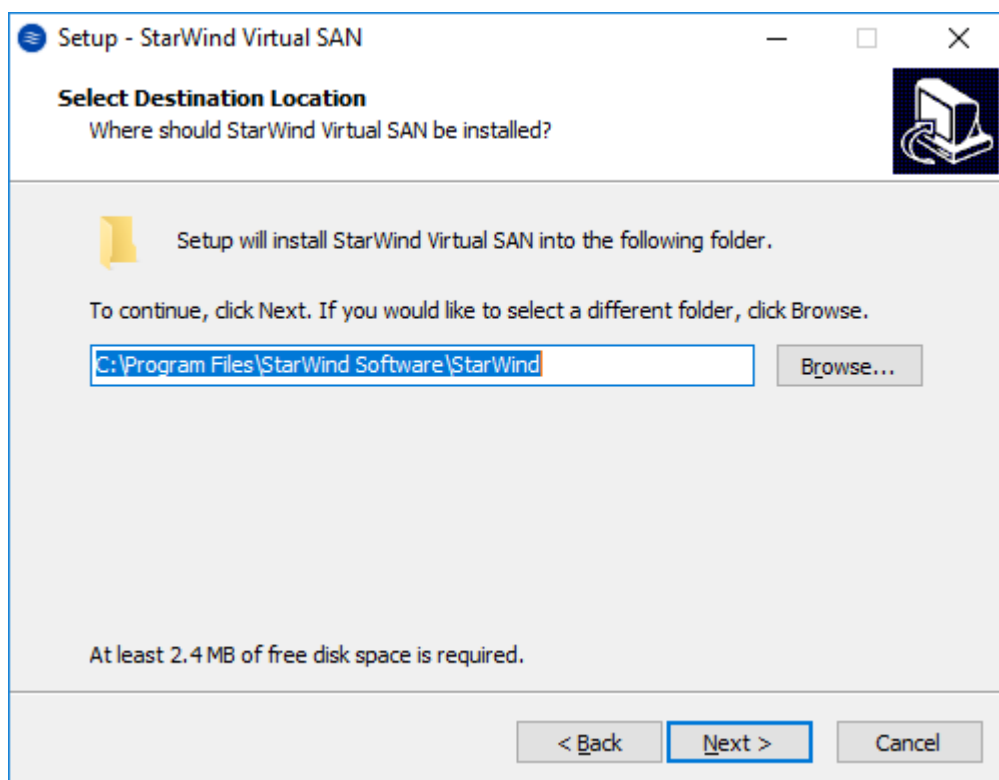 Setup - StarWind Virtual SAN
Select Destination Location
Where should StarWind Virtual SAN be installed?
Setup will install StarWind Virtual SAN into the following folder.
To continue, click Next. If you would like to select a different folder, click Browse.
C:\Program Files\StarWind Software\StarWind
Browse...
At least 2.4 MB of free disk space is required.
< Back
Next >
Cancel